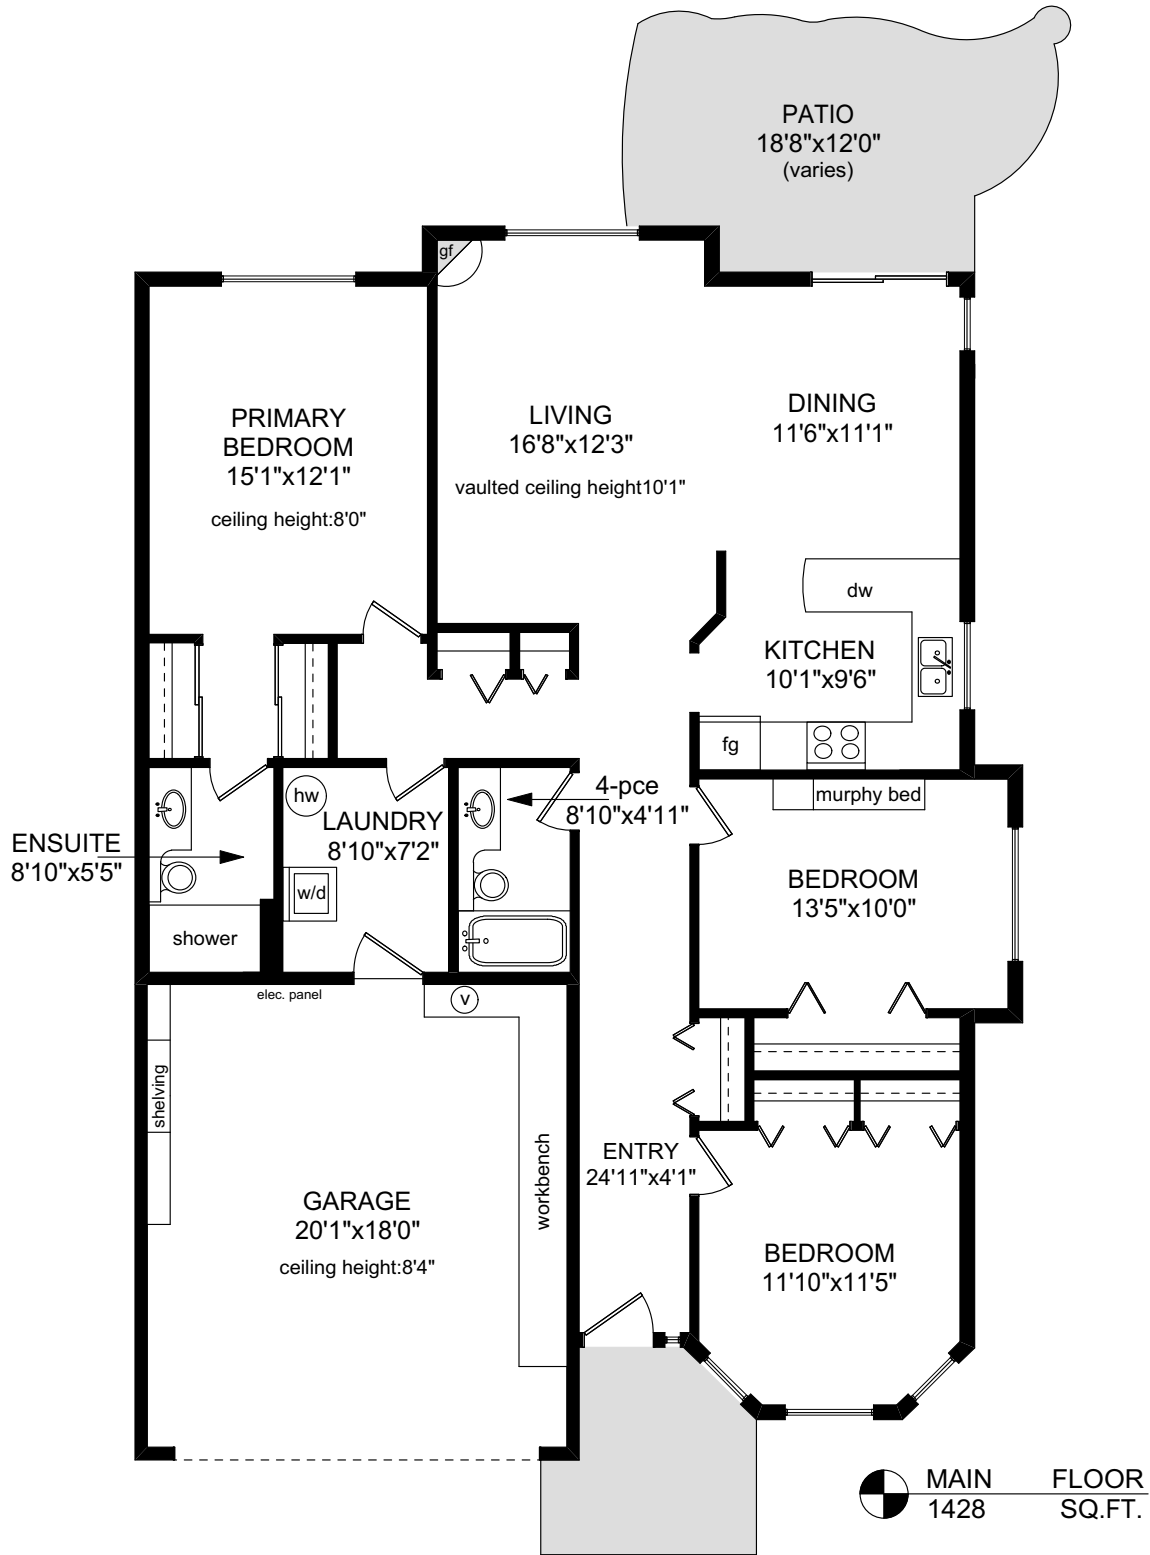 PATIO
18'8"x12'0"
(varies)
gf
PRIMARY
BEDROOM
15'1"x12'1"
ceiling height:8'0"
LIVING
16'8"x12'3"
vaulted ceiling height10'1"
DINING
11'6"x11'1"
dw
KITCHEN
10'1"x9'6"
fg
hw
LAUNDRY
8'10"x7'2"
w/d
4-pce
8'10"x4'11"
murphy bed
ENSUITE
8'10"x5'5"
shower
BEDROOM
13'5"x10'0"
elec. panel
v
shelving
workbench
GARAGE
20'1"x18'0"
ceiling height:8'4"
ENTRY
24'11"x4'1"
BEDROOM
11'10"x11'5"
MAIN FLOOR
1428 SQ.FT.